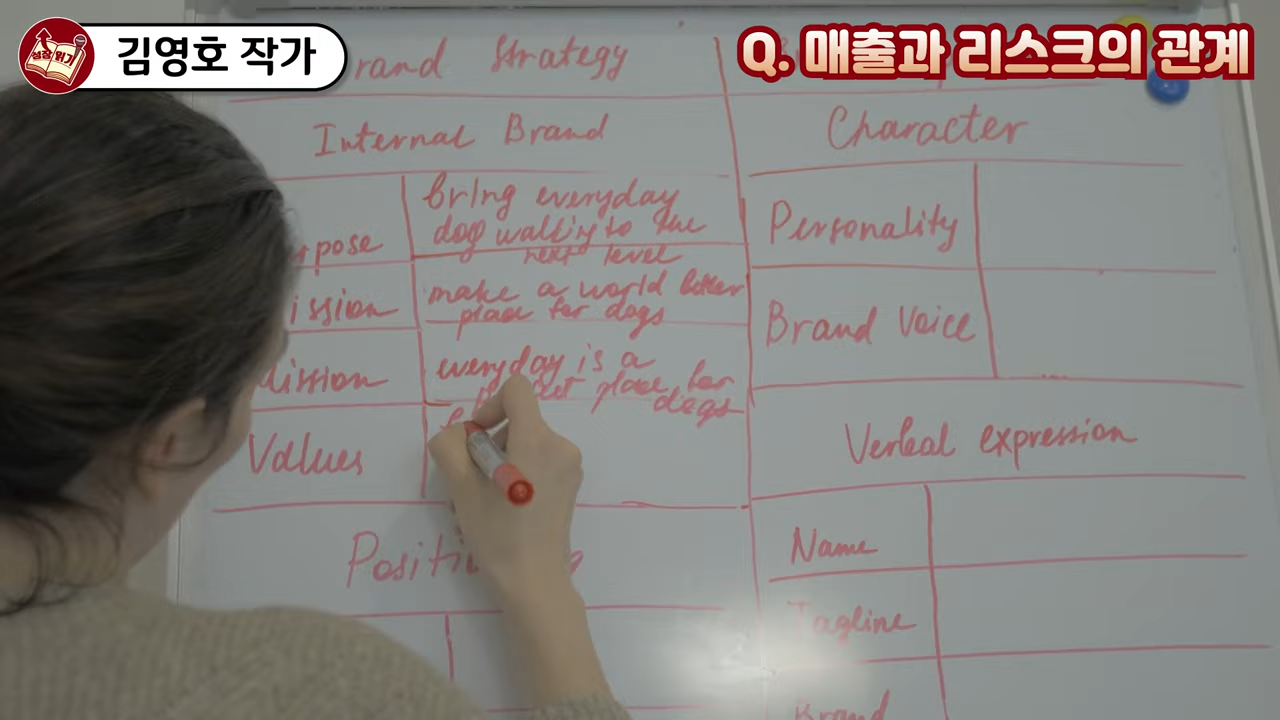 김영호 작가
Q. 매출과 리스크의 관계
rand Strategy
Internal Brand
rpose
bring everyday
dog walking to the
next level
ission
make a world better
place for dogs
ission
everyday is a
place for
dogs
Values
Positi
Character
Personality
Brand Voice
Verbal expression
Name
Tagline
Brand